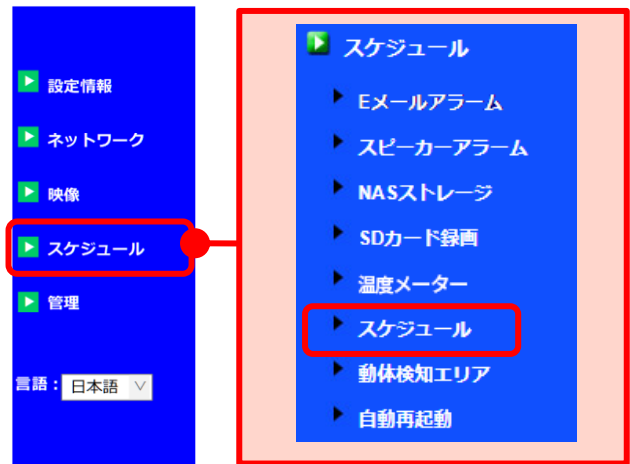 設定情報
ネットワーク
映像
スケジュール
管理
言語：日本語
スケジュール
Eメールアラーム
スピーカーアラーム
NASストレージ
SDカード録画
温度メーター
スケジュール
動体検知エリア
自動再起動